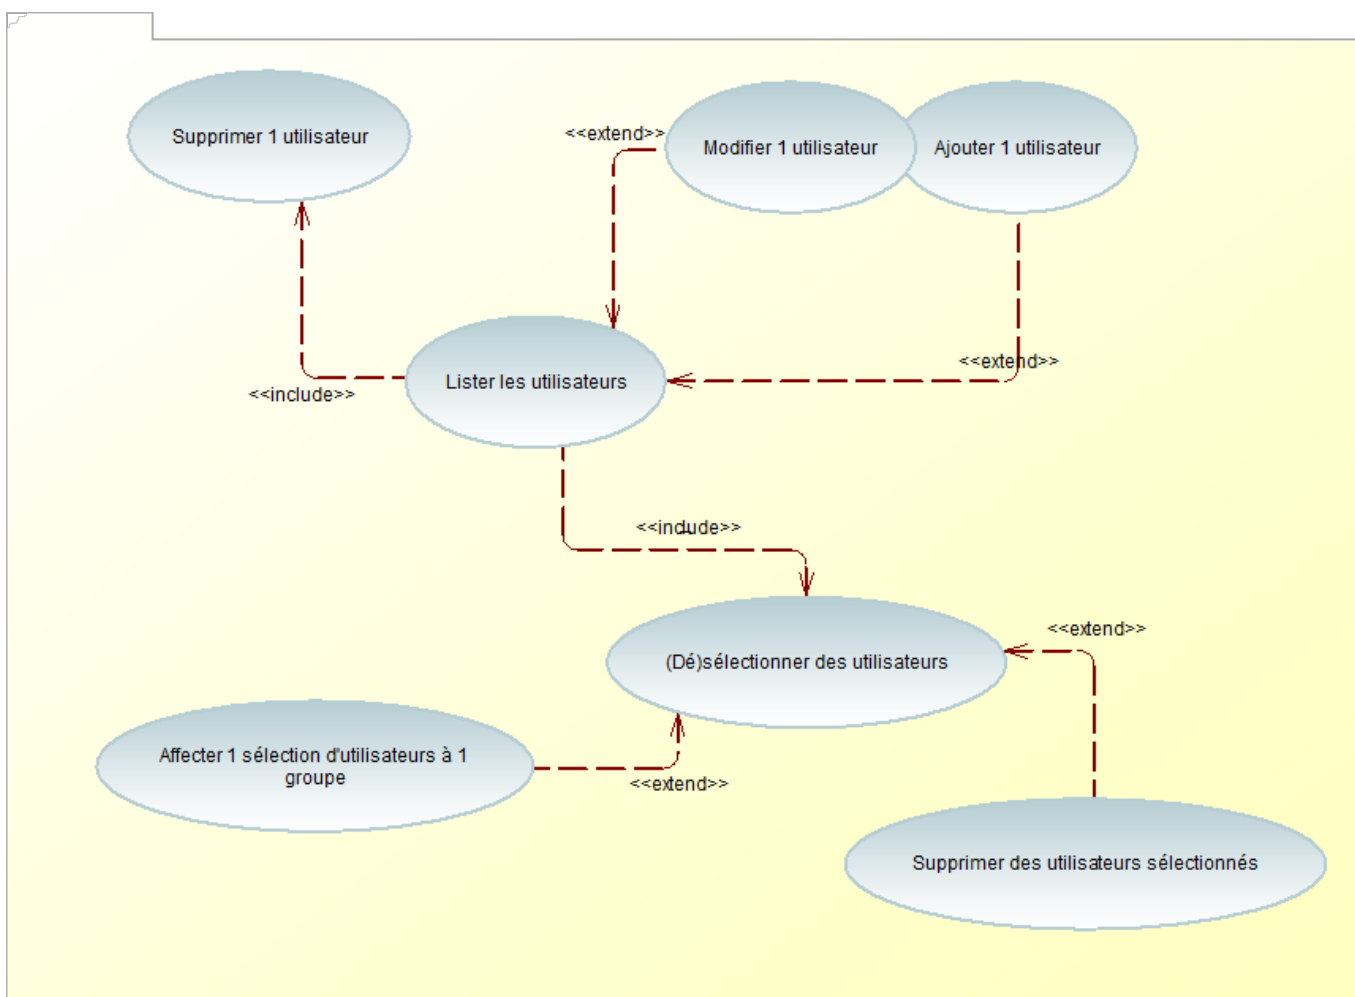 Supprimer 1 utilisateur
<<extend>>
Modifier 1 utilisateur
Ajouter 1 utilisateur
<<extend>>
Lister les utilisateurs
<<include>>
<<include>>
<<extend>>
(Dé)sélectionner des utilisateurs
Affecter 1 sélection d'utilisateurs à 1
groupe
<<extend>>
Supprimer des utilisateurs sélectionnés